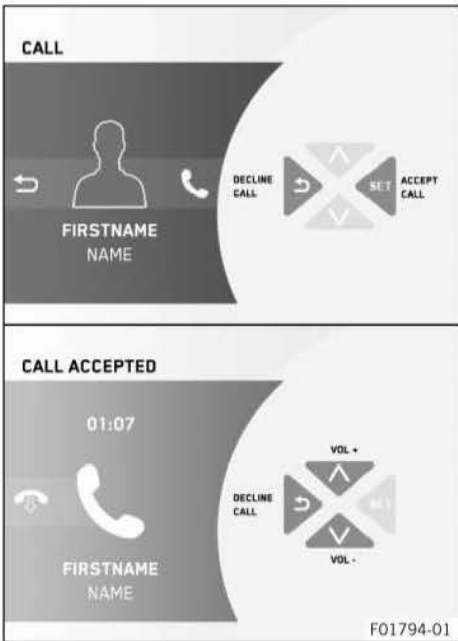 CALL
DECLINE
CALL
SET
ACCEPT
CALL
FIRSTNAME
NAME
CALL ACCEPTED
01:07
VOL +
DECLINE
CALL
SET
VOL -
FIRSTNAME
NAME
F01794-01